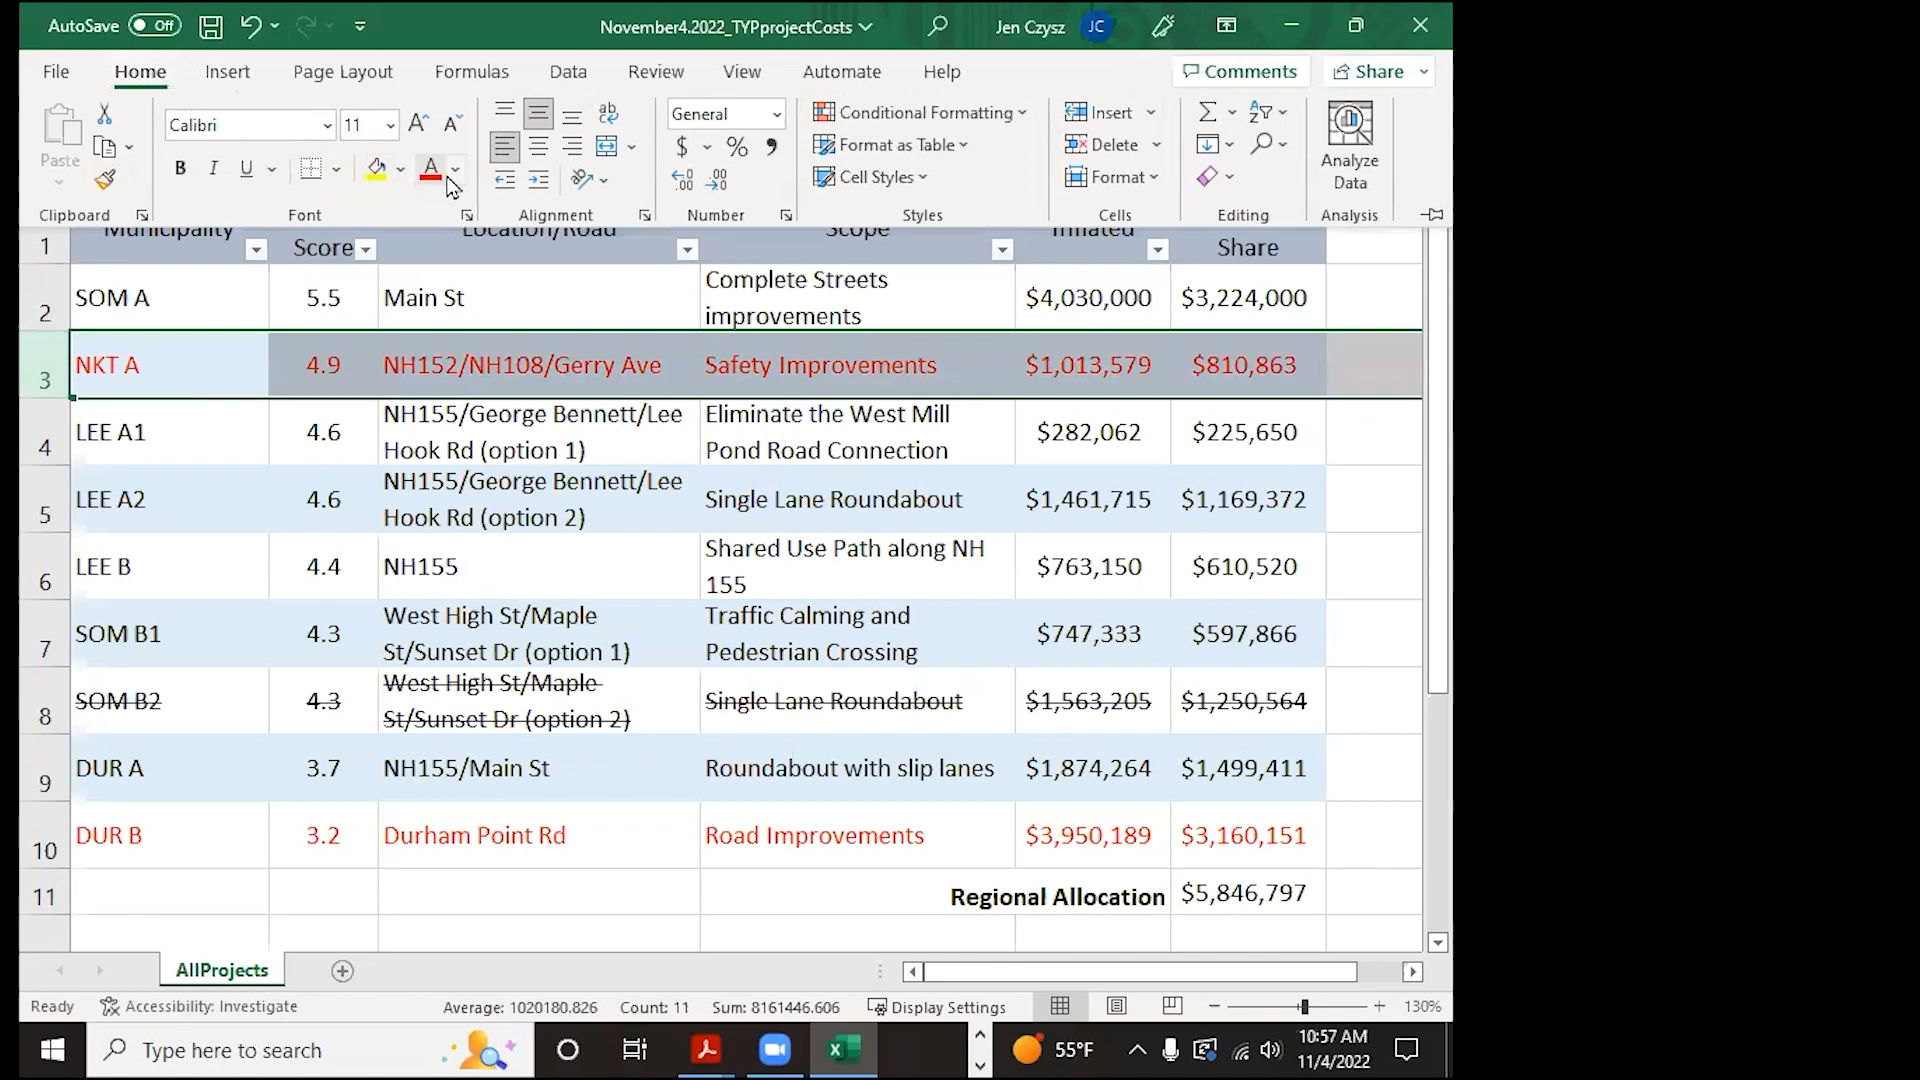 AutoSave Off November4.2022_TYPprojectCosts Jen Czysz JC
File Home Insert Page Layout Formulas Data Review View Automate Help Comments Share
Paste Calibri 11 General Conditional Formatting Insert Analyze Data
B I U A $ % Format as Table Delete
Cell Styles Format
Clipboard Font Alignment Number Styles Cells Editing Analysis
1 Municipality Score Location/Road Scope Inflated Share
2 SOM A 5.5 Main St Complete Streets improvements $4,030,000 $3,224,000
3 NKT A 4.9 NH152/NH108/Gerry Ave Safety Improvements $1,013,579 $810,863
4 LEE A1 4.6 NH155/George Bennett/Lee Hook Rd (option 1) Eliminate the West Mill Pond Road Connection $282,062 $225,650
5 LEE A2 4.6 NH155/George Bennett/Lee Hook Rd (option 2) Single Lane Roundabout $1,461,715 $1,169,372
6 LEE B 4.4 NH155 Shared Use Path along NH 155 $763,150 $610,520
7 SOM B1 4.3 West High St/Maple St/Sunset Dr (option 1) Traffic Calming and Pedestrian Crossing $747,333 $597,866
8 SOM B2 4.3 West High St/Maple St/Sunset Dr (option 2) Single Lane Roundabout $1,563,205 $1,250,564
9 DUR A 3.7 NH155/Main St Roundabout with slip lanes $1,874,264 $1,499,411
10 DUR B 3.2 Durham Point Rd Road Improvements $3,950,189 $3,160,151
11 Regional Allocation $5,846,797
AllProjects
Ready Accessibility: Investigate Average: 1020180.826 Count: 11 Sum: 8161446.606 Display Settings 130%
Type here to search 55°F 10:57 AM
11/4/2022